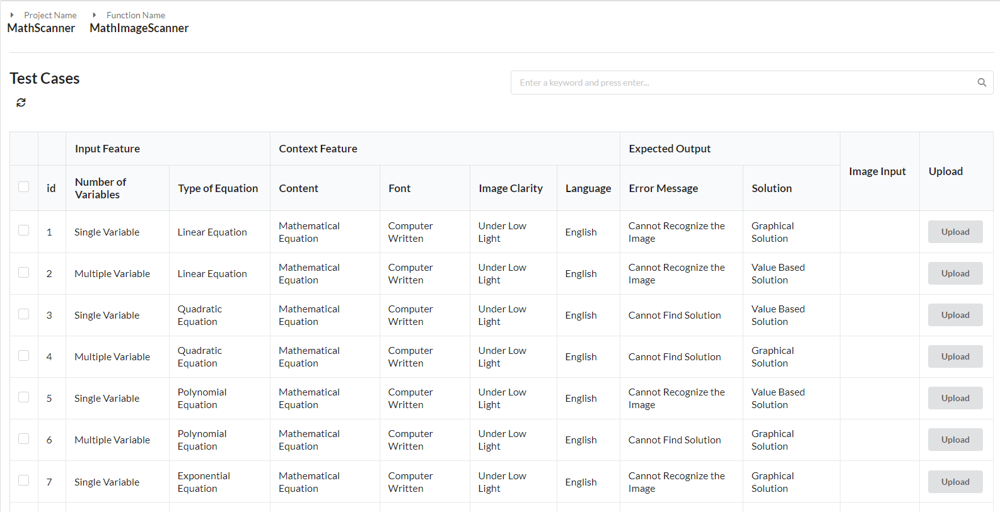 Project Name Function Name
MathScanner MathImageScanner
Test Cases
Enter a keyword and press enter...
Input Feature Context Feature Expected Output Image Input Upload
id Number of Variables Type of Equation Content Font Image Clarity Language Error Message Solution
1 Single Variable Linear Equation Mathematical Equation Computer Written Under Low Light English Cannot Recognize the Image Graphical Solution Upload
2 Multiple Variable Linear Equation Mathematical Equation Computer Written Under Low Light English Cannot Recognize the Image Value Based Solution Upload
3 Single Variable Quadratic Equation Mathematical Equation Computer Written Under Low Light English Cannot Find Solution Value Based Solution Upload
4 Multiple Variable Quadratic Equation Mathematical Equation Computer Written Under Low Light English Cannot Find Solution Graphical Solution Upload
5 Single Variable Polynomial Equation Mathematical Equation Computer Written Under Low Light English Cannot Recognize the Image Value Based Solution Upload
6 Multiple Variable Polynomial Equation Mathematical Equation Computer Written Under Low Light English Cannot Find Solution Graphical Solution Upload
7 Single Variable Exponential Equation Mathematical Equation Computer Written Under Low Light English Cannot Recognize the Image Graphical Solution Upload